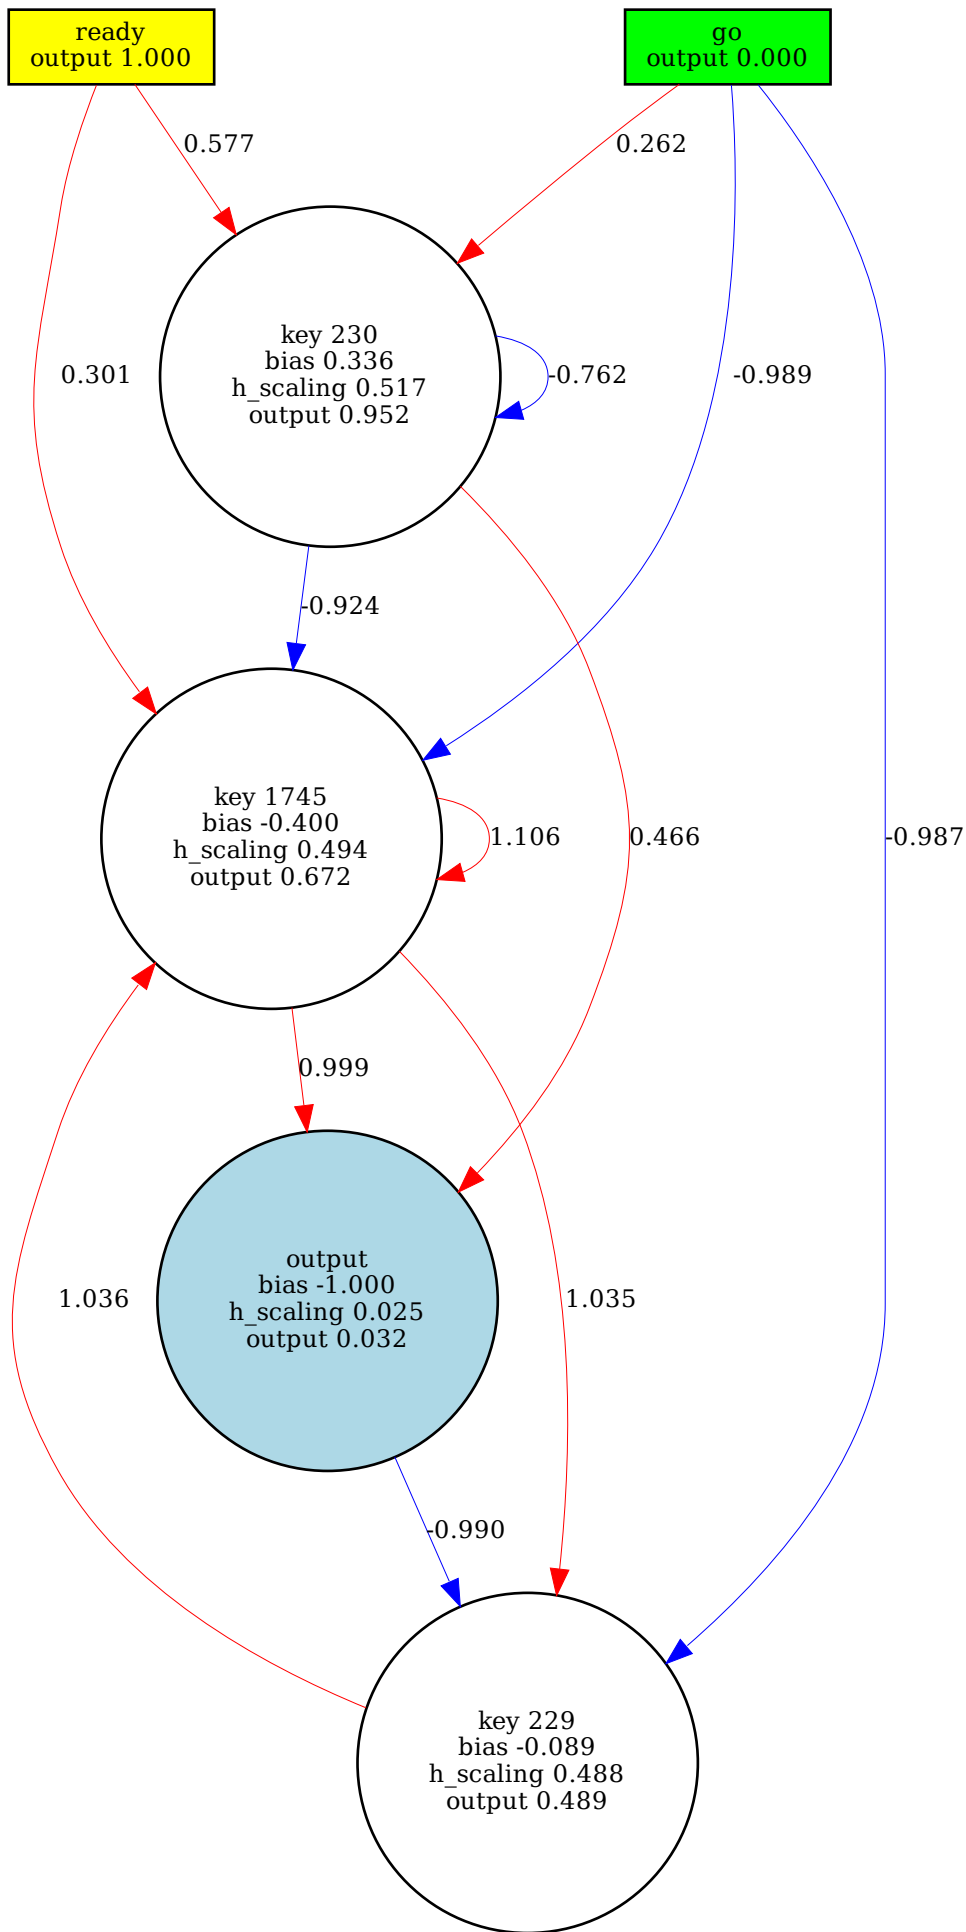 ready
output 1.000
go
output 0.000
0.577
0.262
key 230
bias 0.336
h_scaling 0.517
output 0.952
0.301
-0.762
-0.989
-0.924
key 1745
bias -0.400
h_scaling 0.494
output 0.672
1.106
0.466
-0.987
0.999
output
bias -1.000
h_scaling 0.025
output 0.032
1.036
1.035
-0.990
key 229
bias -0.089
h_scaling 0.488
output 0.489